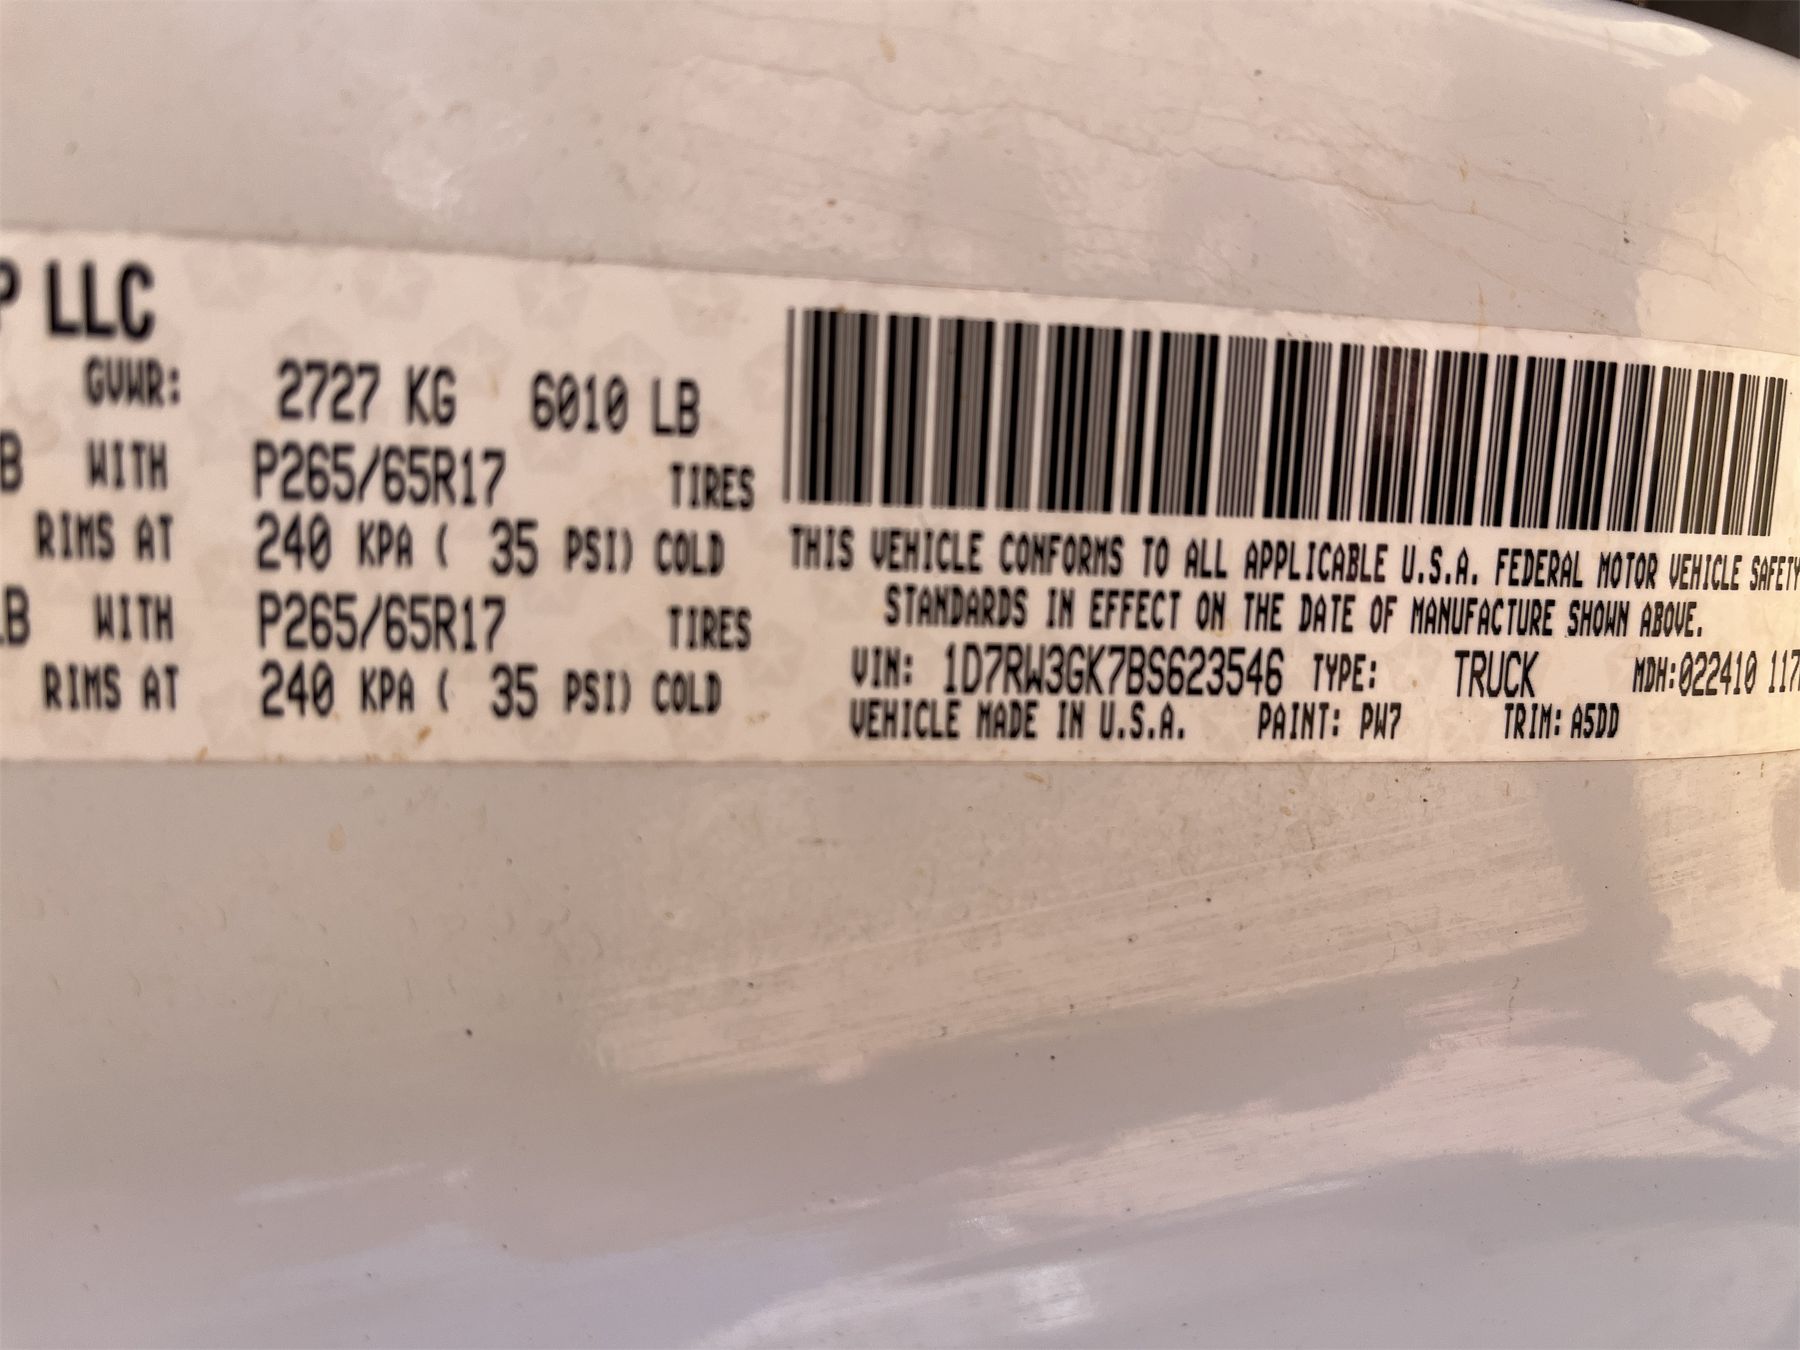 P LLC
GVWR: 2727 KG 6010 LB
B WITH P265/65R17 TIRES
RIMS AT 240 KPA ( 35 PSI) COLD
LB WITH P265/65R17 TIRES
RIMS AT 240 KPA ( 35 PSI) COLD
THIS VEHICLE CONFORMS TO ALL APPLICABLE U.S.A. FEDERAL MOTOR VEHICLE SAFETY
STANDARDS IN EFFECT ON THE DATE OF MANUFACTURE SHOWN ABOVE.
VIN: 1D7RW3GK7BS623546 TYPE: TRUCK MDH:022410 117
VEHICLE MADE IN U.S.A. PAINT: PW7 TRIM: A5DD